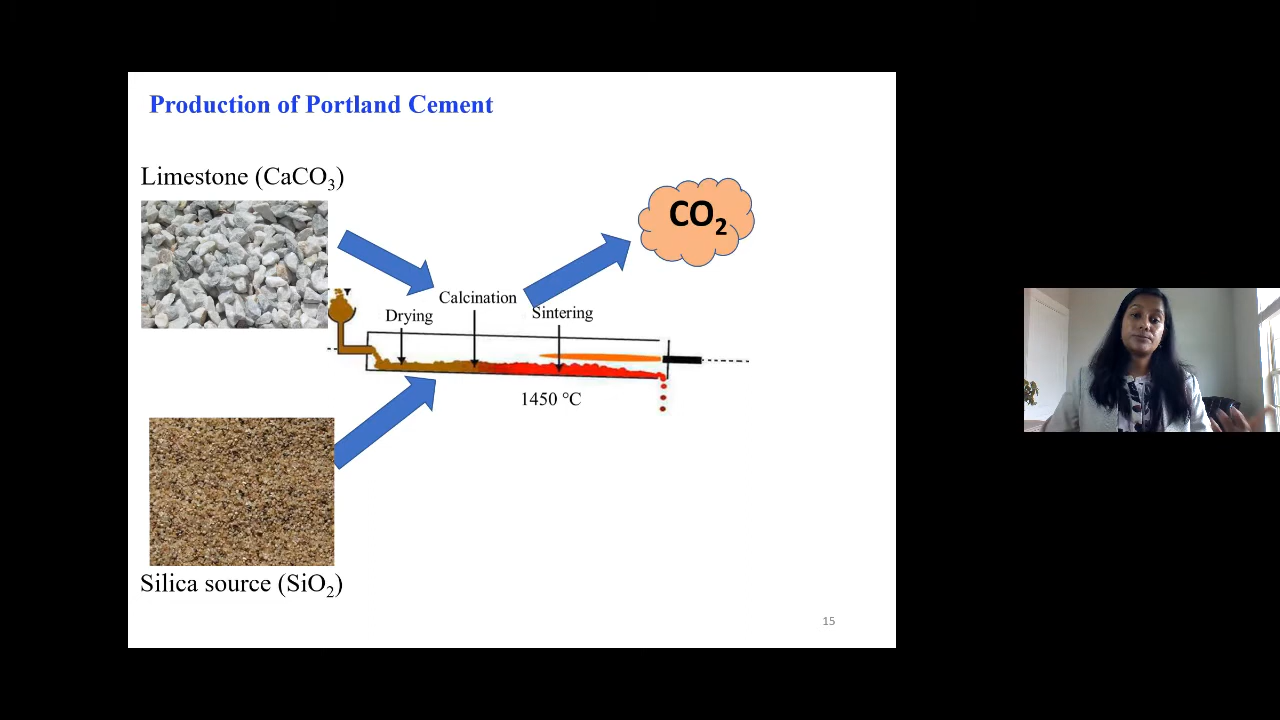 Production of Portland Cement
Limestone (CaCO₃)
CO₂
Calcination
Drying
Sintering
1450 °C
Silica source (SiO₂)
15